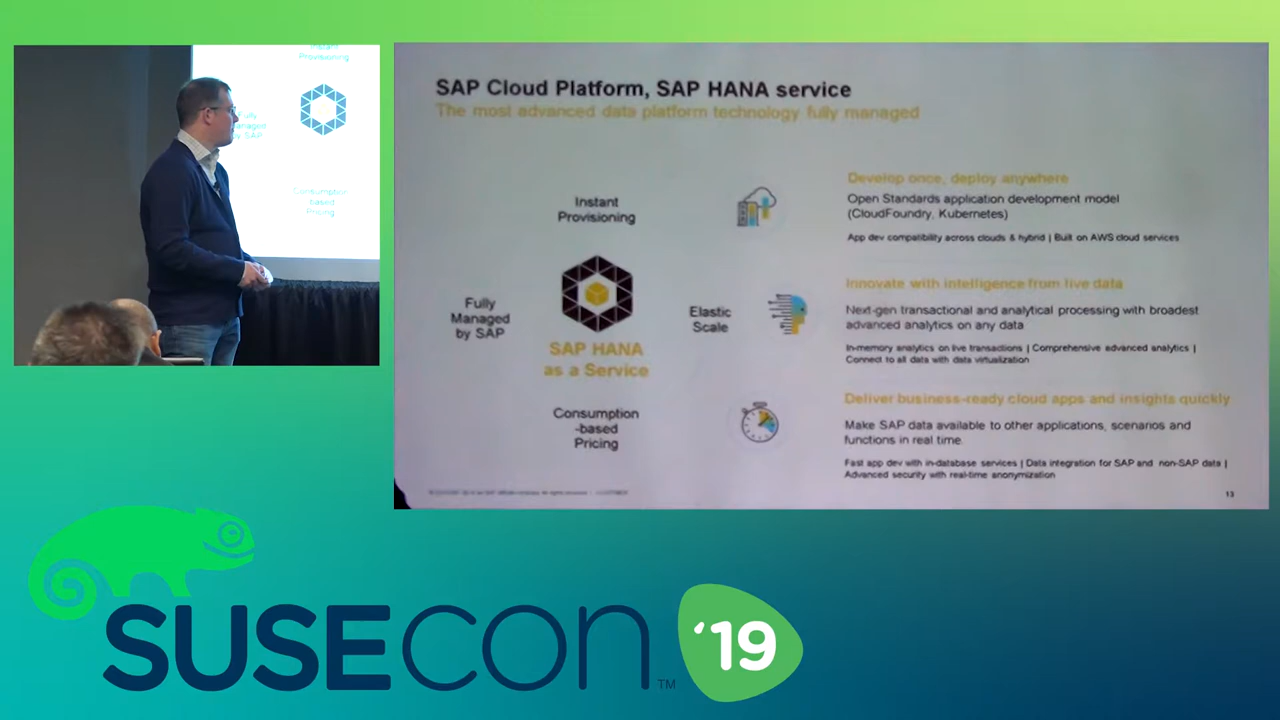 Instant
Provisioning
Fully
Managed
by SAP
Consumption
based
Pricing
SAP Cloud Platform, SAP HANA service
The most advanced data platform technology fully managed
Instant
Provisioning
Fully
Managed
by SAP
Elastic
Scale
SAP HANA
as a Service
Consumption
-based
Pricing
Develop once, deploy anywhere
Open Standards application development model
(CloudFoundry, Kubernetes)
App dev compatibility across clouds & hybrid | Built on AWS cloud services
Innovate with intelligence from live data
Next-gen transactional and analytical processing with broadest
advanced analytics on any data
In-memory analytics on live transactions | Comprehensive advanced analytics |
Connect to all data with data virtualization
Deliver business-ready cloud apps and insights quickly
Make SAP data available to other applications, scenarios and
functions in real time.
Fast app dev with in-database services | Data integration for SAP and non-SAP data |
Advanced security with real-time anonymization
13
SUSECON ™ '19